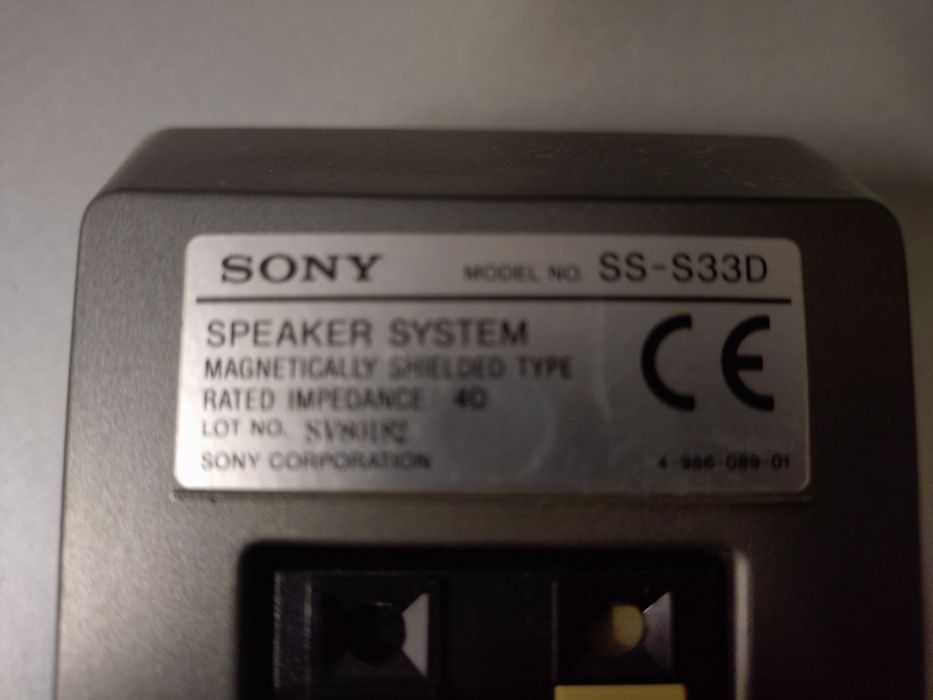 SONY MODEL NO. SS-S33D
SPEAKER SYSTEM
MAGNETICALLY SHIELDED TYPE
RATED IMPEDANCE 4Ω
LOT NO.
SONY CORPORATION 4-986-089-01
CE